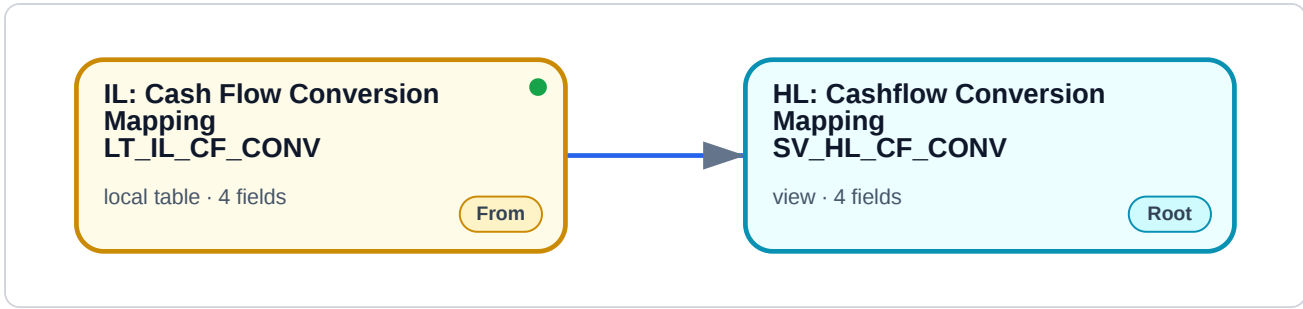 IL: Cash Flow Conversion
Mapping
LT_IL_CF_CONV
local table · 4 fields
From
HL: Cashflow Conversion
Mapping
SV_HL_CF_CONV
view · 4 fields
Root